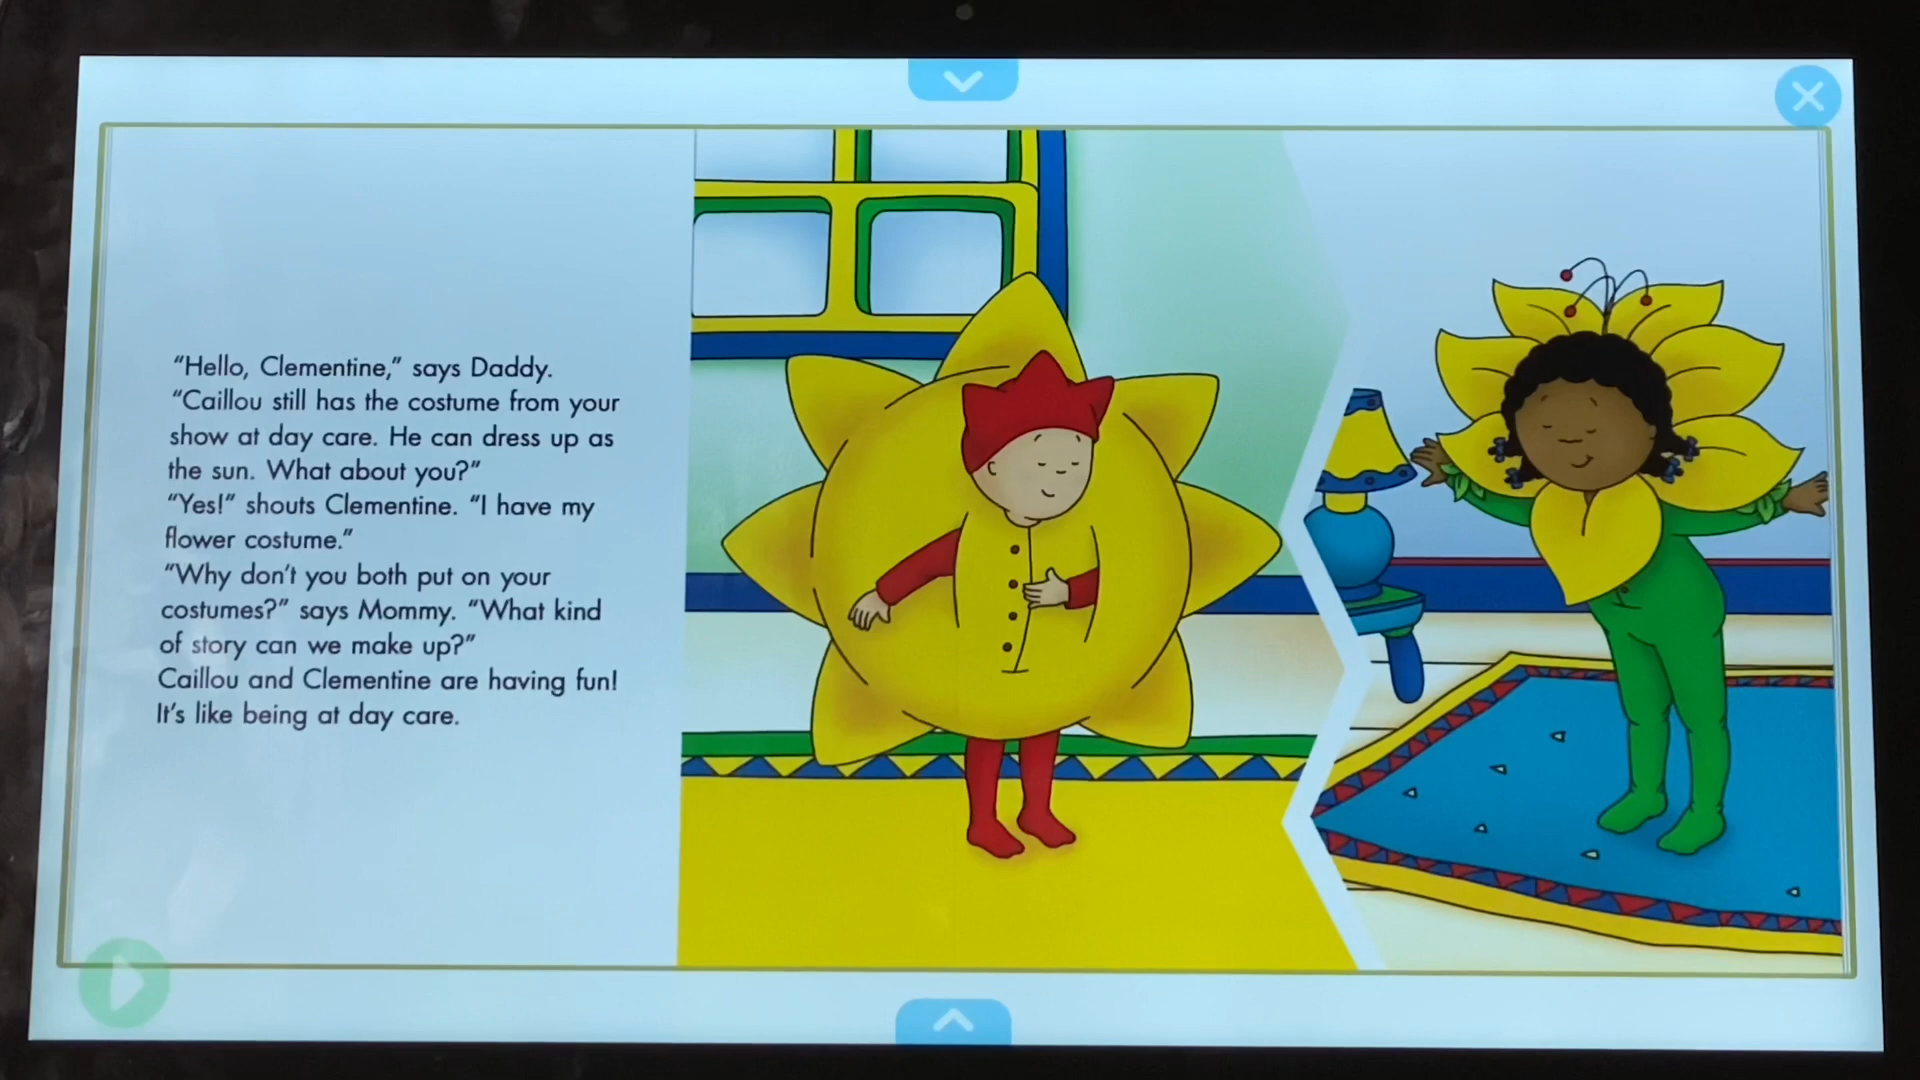 “Hello, Clementine,” says Daddy.
“Caillou still has the costume from your
show at day care. He can dress up as
the sun. What about you?”
“Yes!” shouts Clementine. “I have my
flower costume.”
“Why don’t you both put on your
costumes?” says Mommy. “What kind
of story can we make up?”
Caillou and Clementine are having fun!
It’s like being at day care.